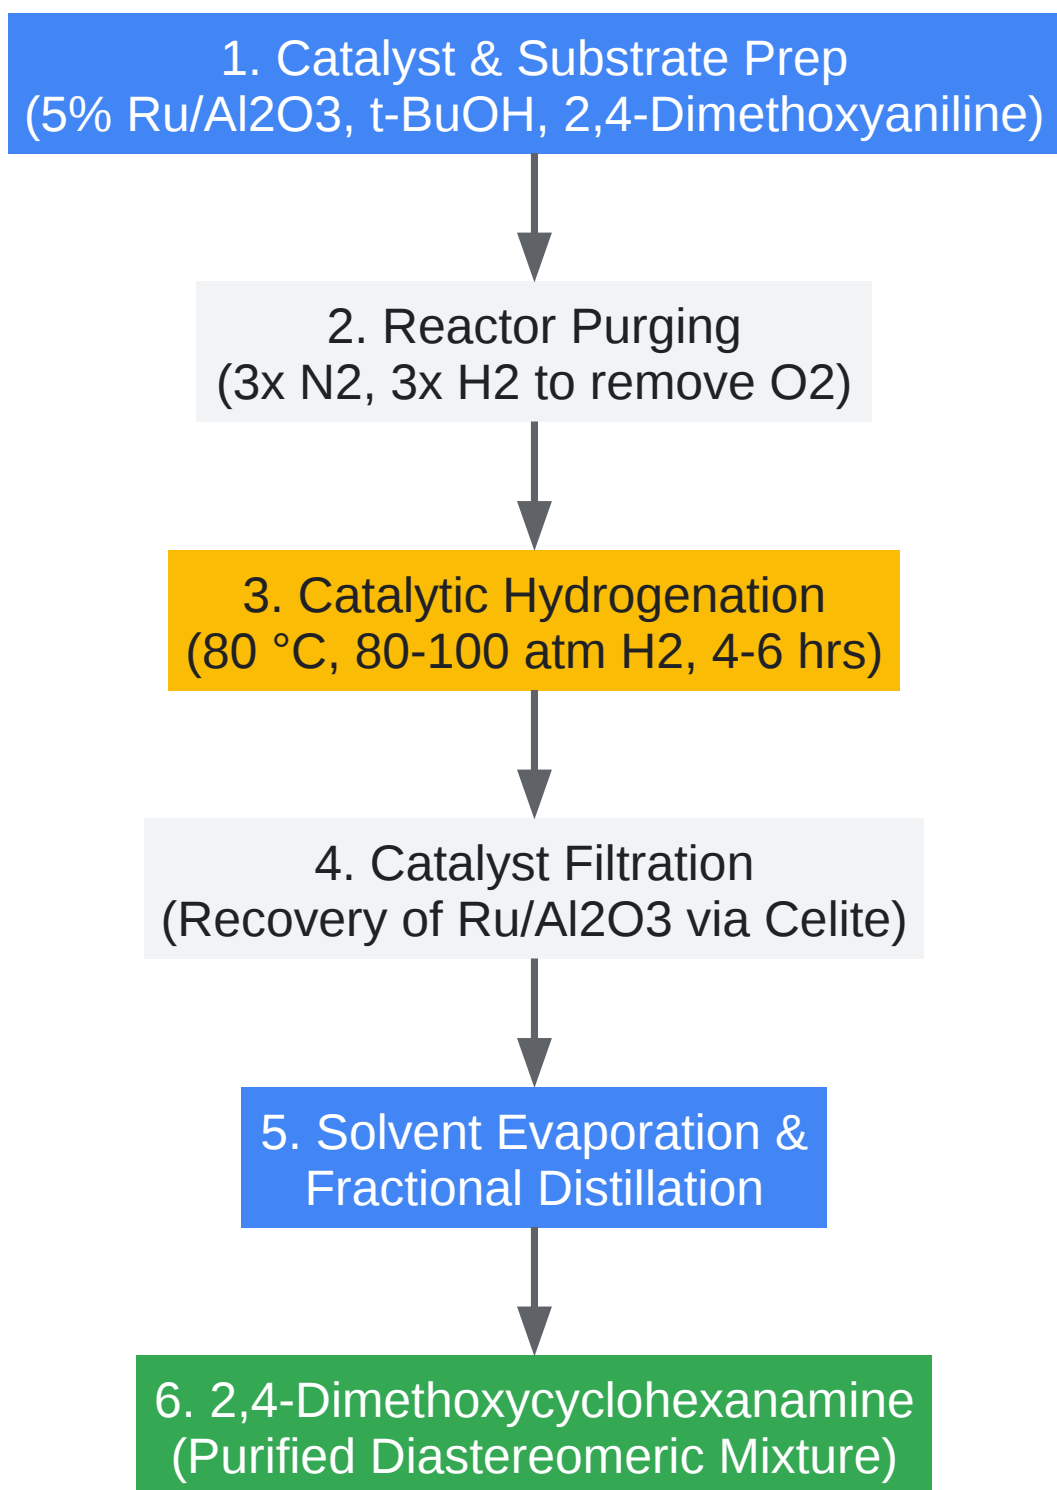 1. Catalyst & Substrate Prep
(5% Ru/Al2O3, t-BuOH, 2,4-Dimethoxyaniline)
2. Reactor Purging
(3x N2, 3x H2 to remove O2)
3. Catalytic Hydrogenation
(80 °C, 80-100 atm H2, 4-6 hrs)
4. Catalyst Filtration
(Recovery of Ru/Al2O3 via Celite)
5. Solvent Evaporation &
Fractional Distillation
6. 2,4-Dimethoxycyclohexanamine
(Purified Diastereomeric Mixture)